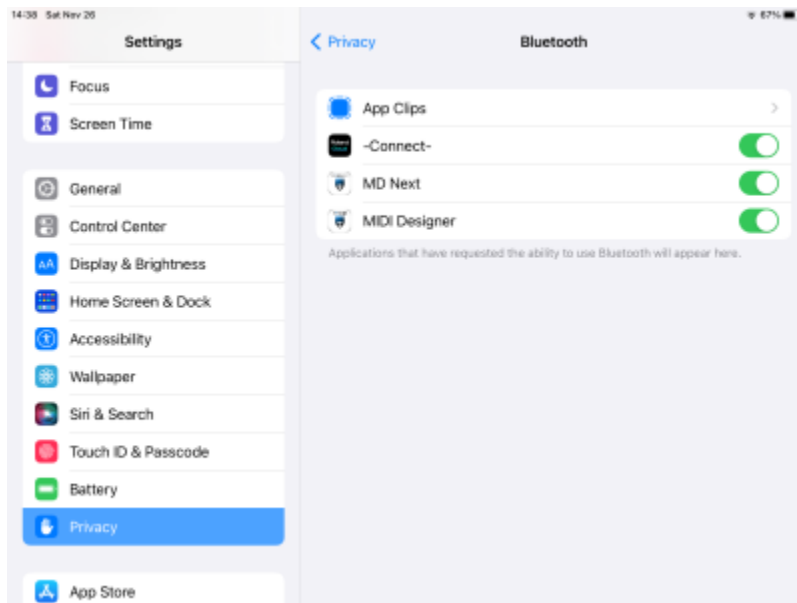 14:38 Sat Nov 26
67%
Settings
Privacy
Bluetooth
Focus
Screen Time
General
Control Center
AA
Display & Brightness
Home Screen & Dock
Accessibility
Wallpaper
Siri & Search
Touch ID & Passcode
Battery
Privacy
App Store
App Clips
-Connect-
MD Next
MIDI Designer
Applications that have requested the ability to use Bluetooth will appear here.